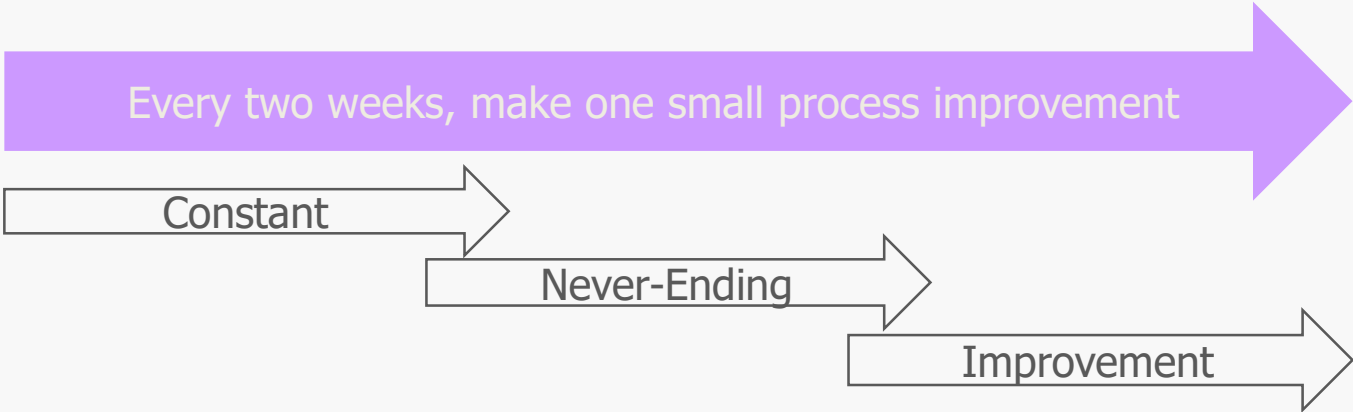 Every two weeks, make one small process improvement
Constant
Never-Ending
Improvement